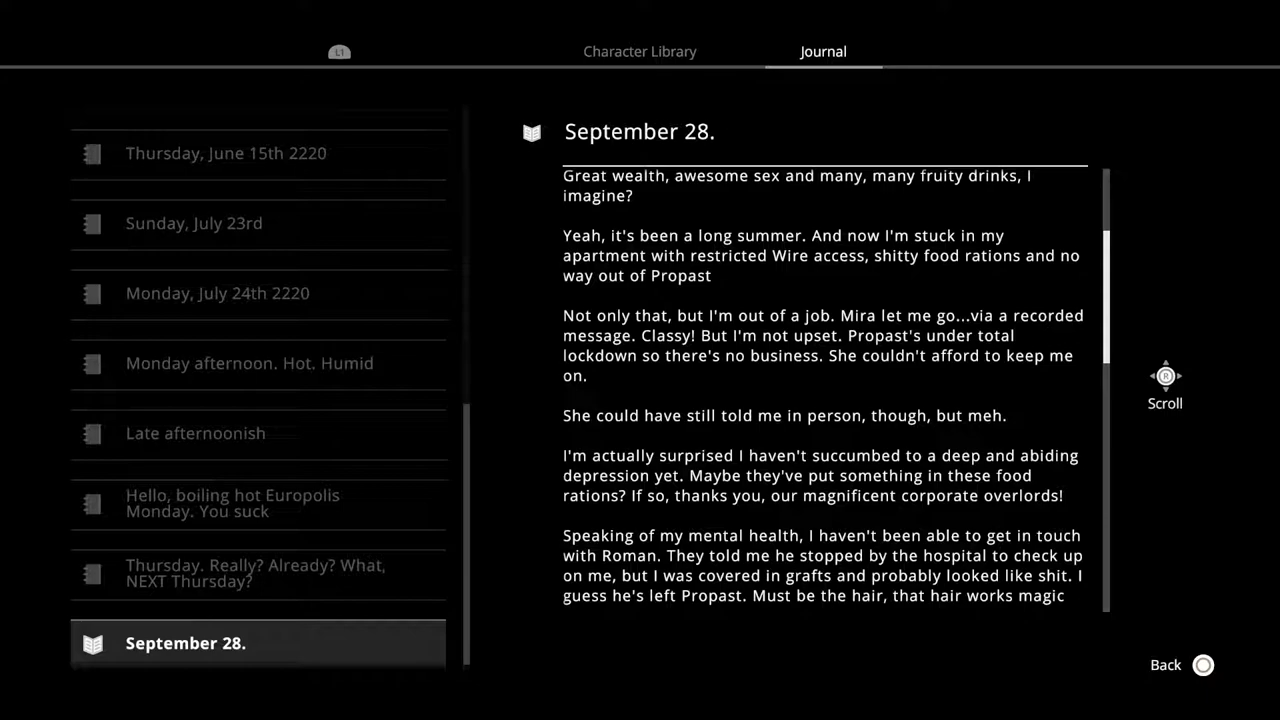 L1
Character Library
Journal
Thursday, June 15th 2220
Sunday, July 23rd
Monday, July 24th 2220
Monday afternoon. Hot. Humid
Late afternoonish
Hello, boiling hot Europolis
Monday. You suck
Thursday. Really? Already? What,
NEXT Thursday?
September 28.
September 28.
Great wealth, awesome sex and many, many fruity drinks, I
imagine?
Yeah, it's been a long summer. And now I'm stuck in my
apartment with restricted Wire access, shitty food rations and no
way out of Propast
Not only that, but I'm out of a job. Mira let me go...via a recorded
message. Classy! But I'm not upset. Propast's under total
lockdown so there's no business. She couldn't afford to keep me
on.
She could have still told me in person, though, but meh.
I'm actually surprised I haven't succumbed to a deep and abiding
depression yet. Maybe they've put something in these food
rations? If so, thanks you, our magnificent corporate overlords!
Speaking of my mental health, I haven't been able to get in touch
with Roman. They told me he stopped by the hospital to check up
on me, but I was covered in grafts and probably looked like shit. I
guess he's left Propast. Must be the hair, that hair works magic
R
Scroll
Back